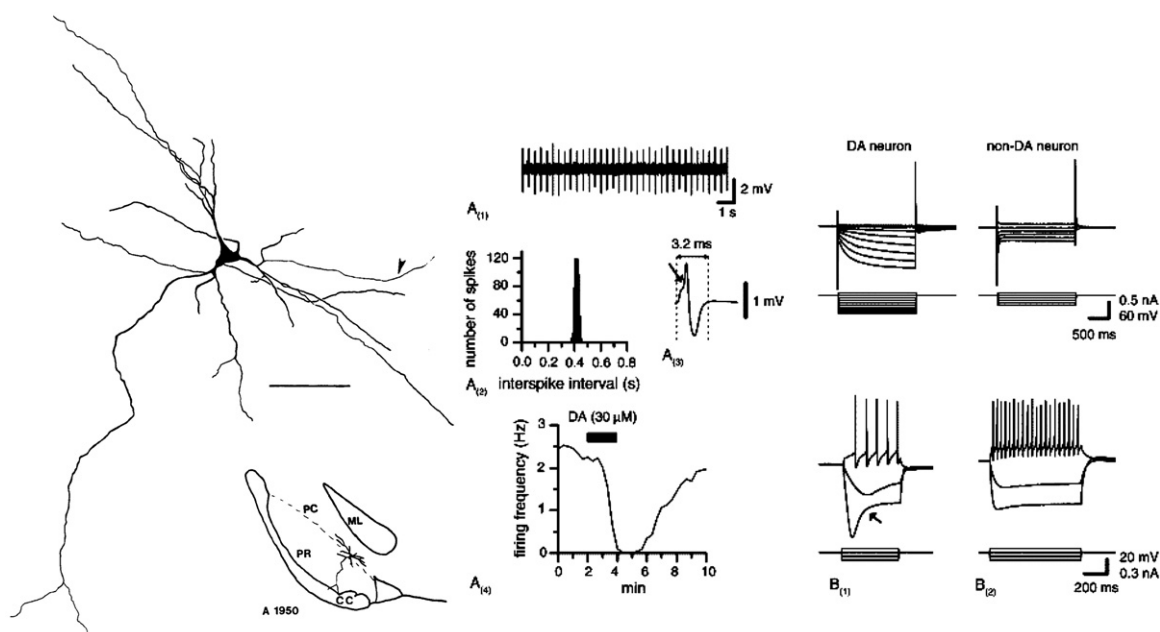 PC
ML
PR
CC
A 1950
A(1)
2 mV
1 s
number of spikes
120
80
60
0
0.0 0.2 0.4 0.6 0.8
A(2) interspike interval (s)
3.2 ms
1 mV
A(3)
DA (30 µM)
firing frequency (Hz)
3
2
1
0
0 2 4 6 8 10
min
A(4)
DA neuron
non-DA neuron
0.5 nA
60 mV
500 ms
B(1)
B(2)
20 mV
0.3 nA
200 ms